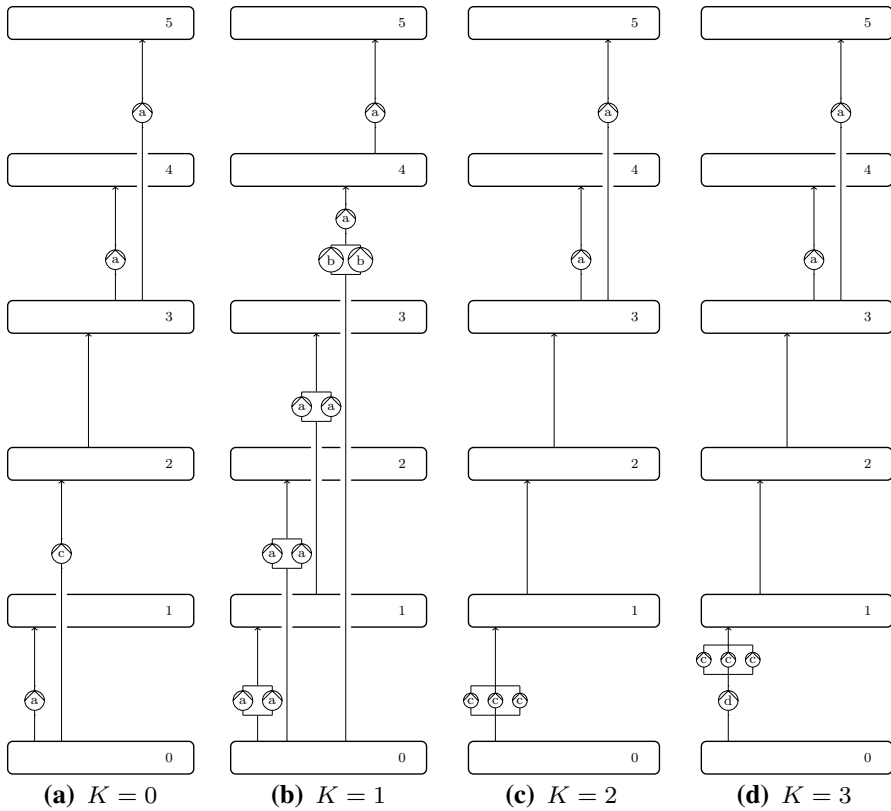 5 5 5 5
a a a a
4 4 4 4
a
a b b a a
3 3 3 3
a a
2 2 2 2
c a a
1 1 1 1
c c c
a a a c c c d
0 0 0 0
(a) K = 0 (b) K = 1 (c) K = 2 (d) K = 3